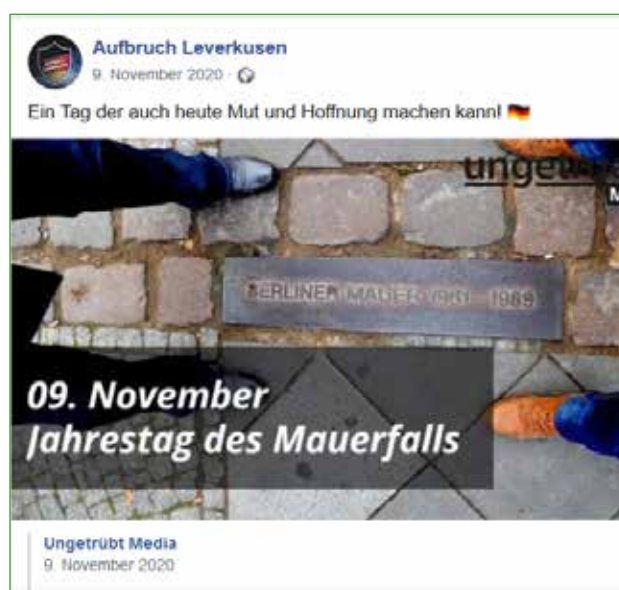 Aufbruch Leverkusen
9. November 2020 ·
Ein Tag der auch heute Mut und Hoffnung machen kann!
BERLINER MAUER 1961 - 1989
09. November
Jahrestag des Mauerfalls
Ungetrübt Media
9. November 2020